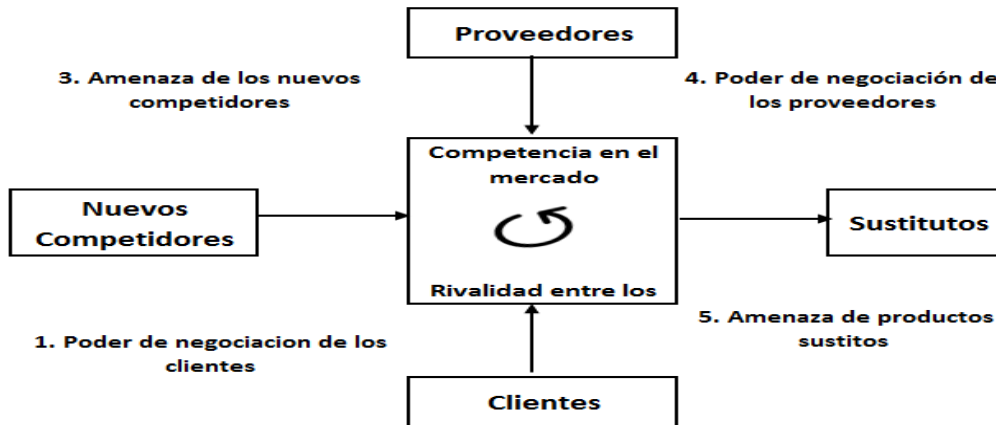 Proveedores
3. Amenaza de los nuevos
competidores
4. Poder de negociación de
los proveedores
Competencia en el
mercado
Nuevos
Competidores
Sustitutos
Rivalidad entre los
1. Poder de negociacion de los
clientes
5. Amenaza de productos
sustitos
Clientes